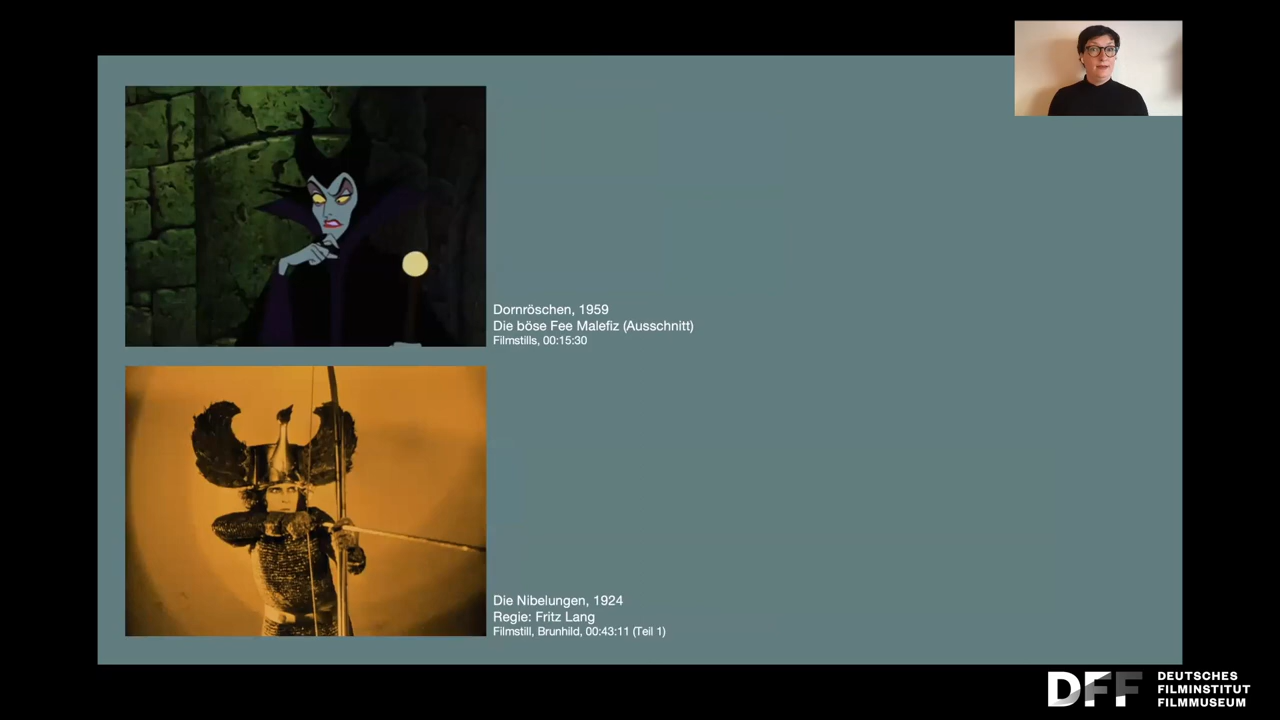 Dornröschen, 1959
Die böse Fee Malefiz (Ausschnitt)
Filmstills, 00:15:30
Die Nibelungen, 1924
Regie: Fritz Lang
Filmstill, Brunhild, 00:43:11 (Teil 1)
DFF
DEUTSCHES
FILMINSTITUT
FILMMUSEUM